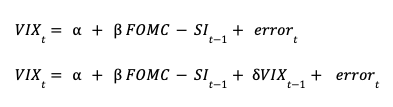 VIX_t = α + β FOMC − SI_{t−1} + error_t
VIX_t = α + β FOMC − SI_{t−1} + δVIX_{t−1} + error_t